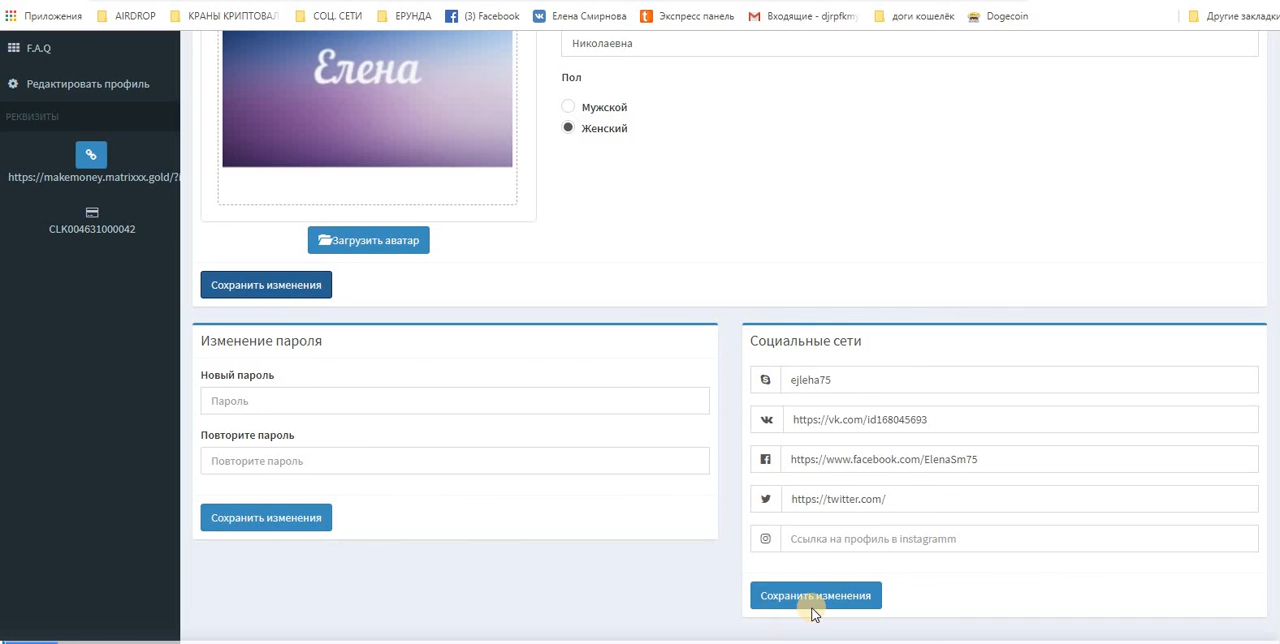 Приложения AIRDROP КРАНЫ КРИПТОВАЛ СОЦ. СЕТИ ЕРУНДА (3) Facebook Елена Смирнова Экспресс панель Входящие - djrpfkmy доги кошелёк Dogecoin Другие закладки
F.A.Q
Редактировать профиль
РЕКВИЗИТЫ
https://makemoney.matrixxx.gold/?i
CLK004631000042
Елена
Загрузить аватар
Сохранить изменения
Николаевна
Пол
Мужской
Женский
Изменение пароля
Новый пароль
Пароль
Повторите пароль
Повторите пароль
Сохранить изменения
Социальные сети
ejleha75
https://vk.com/id168045693
https://www.facebook.com/ElenaSm75
https://twitter.com/
Ссылка на профиль в instagramm
Сохранить изменения